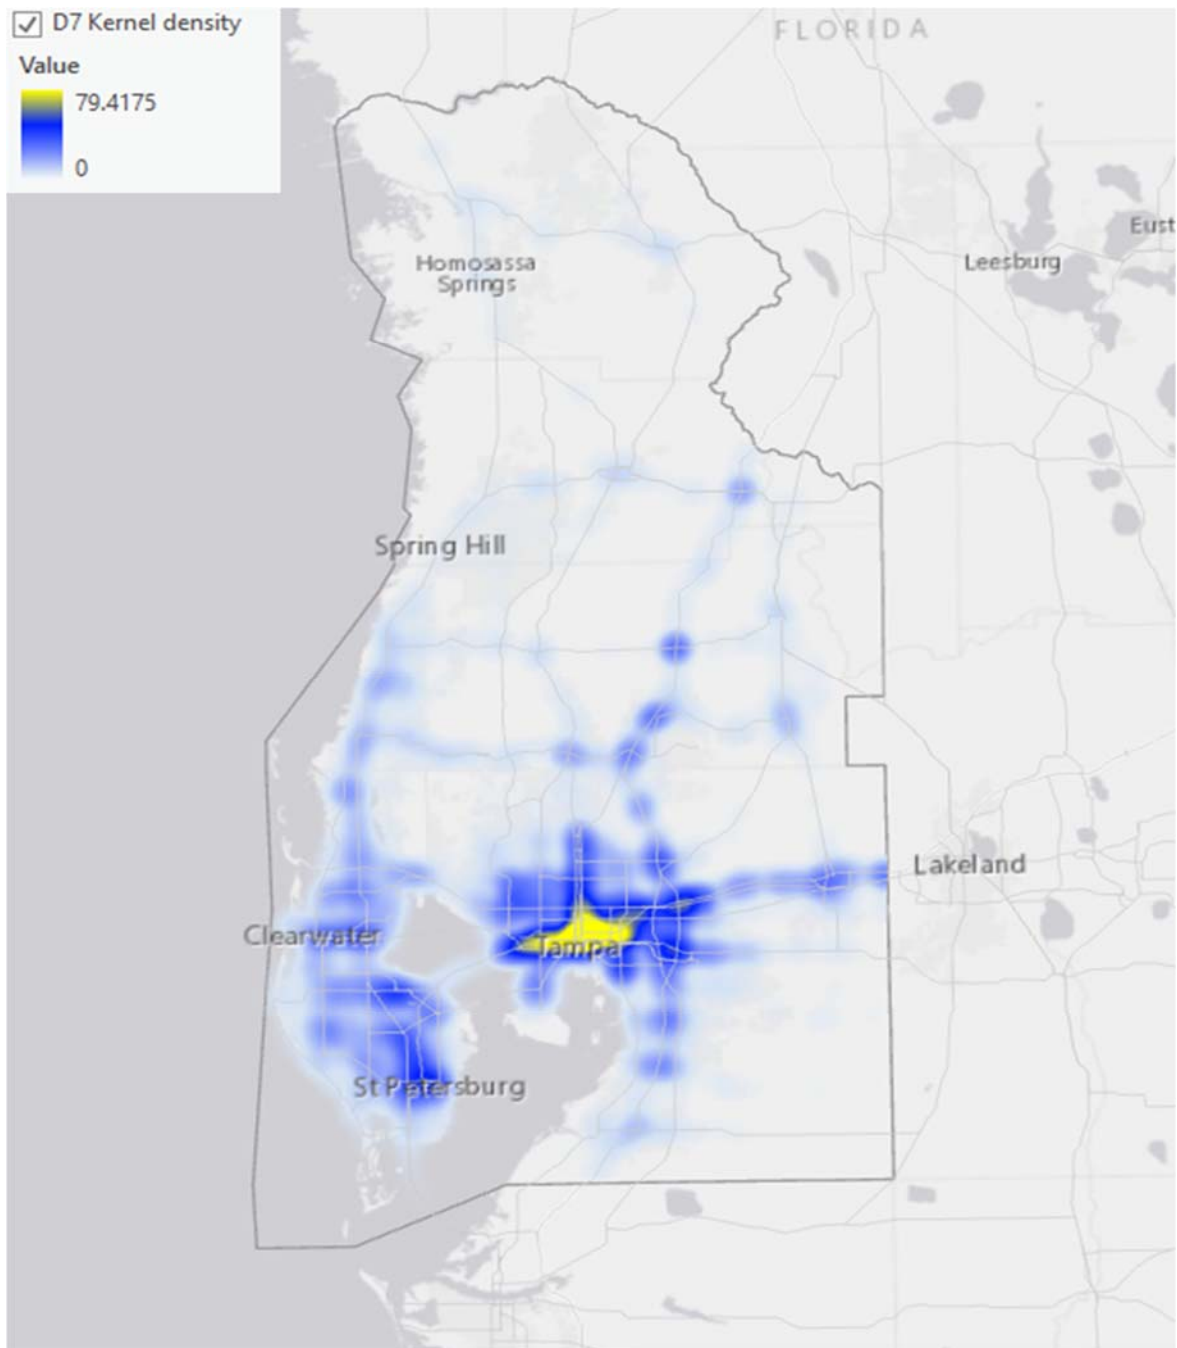 D7 Kernel density
Value
79.4175
0
FLORIDA
Eust
Leesburg
Homosassa
Springs
Spring Hill
Lakeland
Clearwater
Tampa
St Petersburg